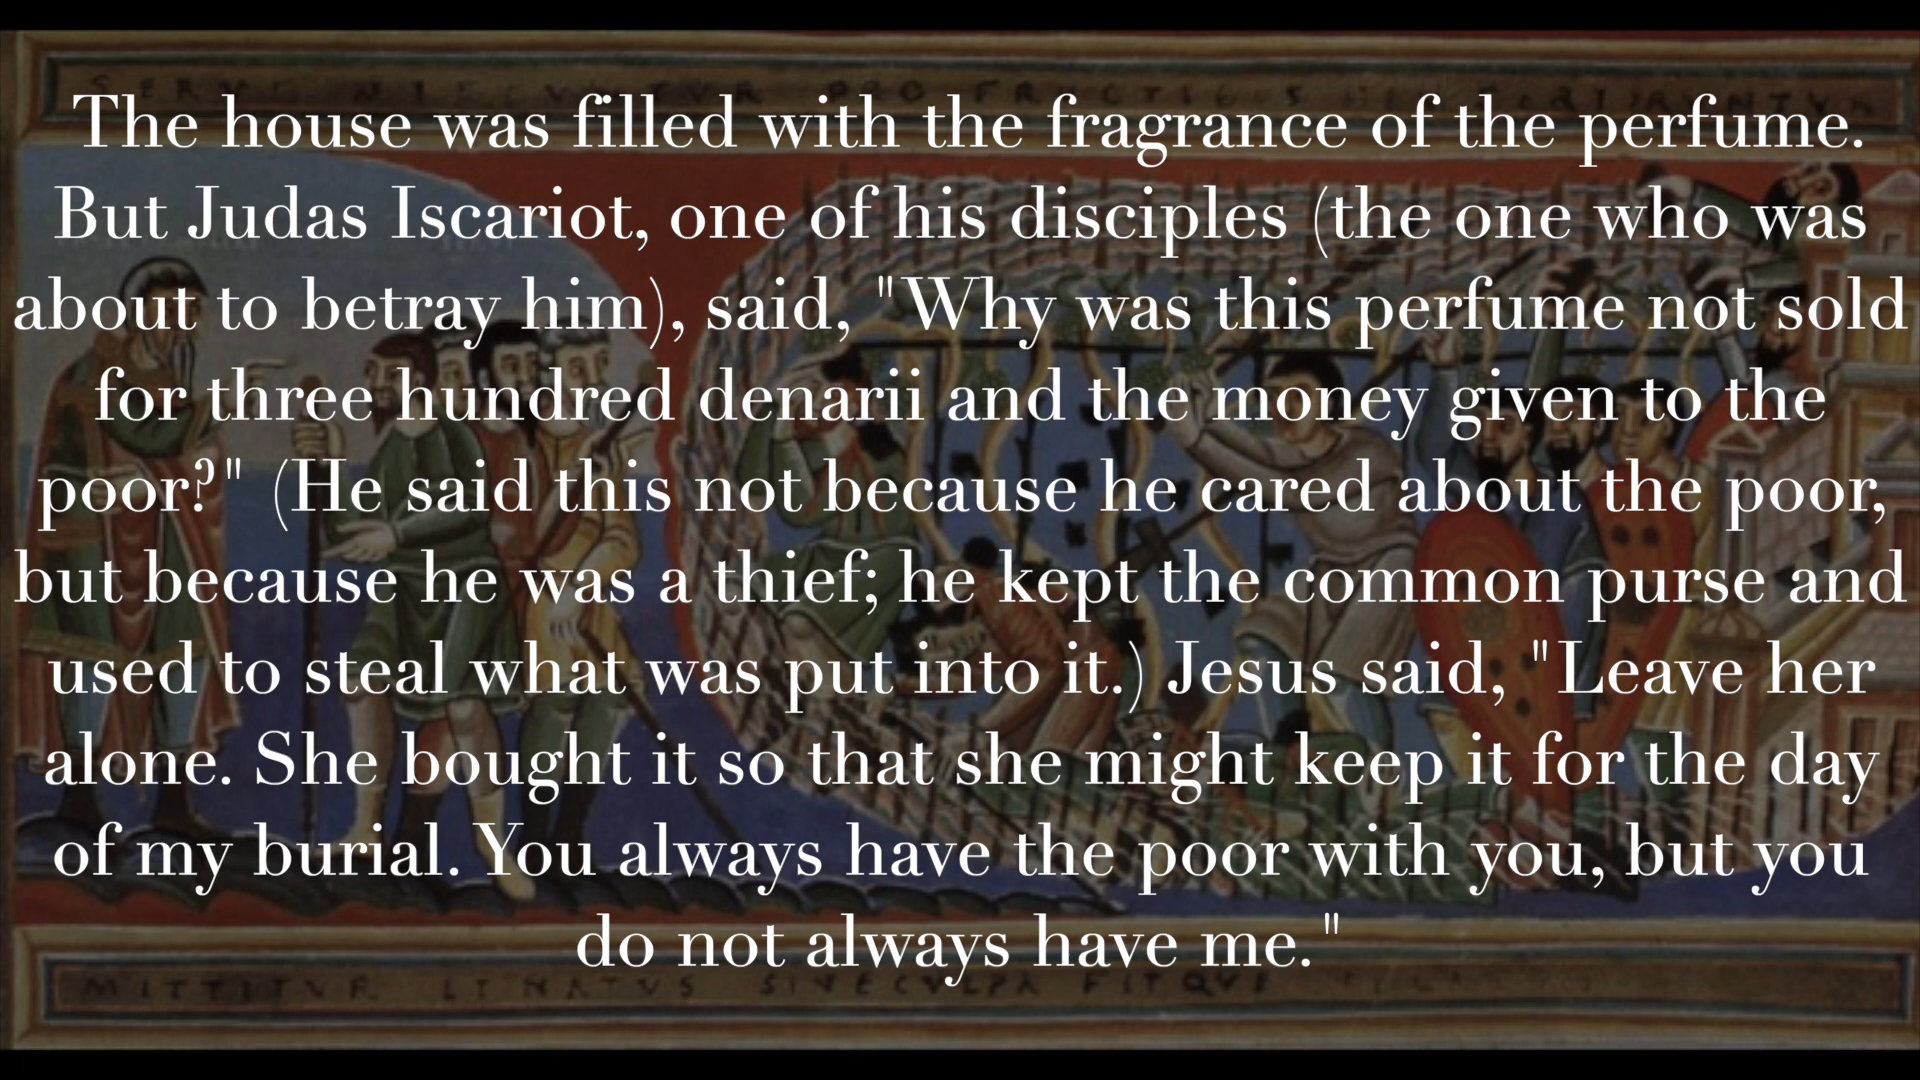 The house was filled with the fragrance of the perfume.
But Judas Iscariot, one of his disciples (the one who was
about to betray him), said, "Why was this perfume not sold
for three hundred denarii and the money given to the
poor?" (He said this not because he cared about the poor,
but because he was a thief; he kept the common purse and
used to steal what was put into it.) Jesus said, "Leave her
alone. She bought it so that she might keep it for the day
of my burial. You always have the poor with you, but you
do not always have me."
MITTITVR